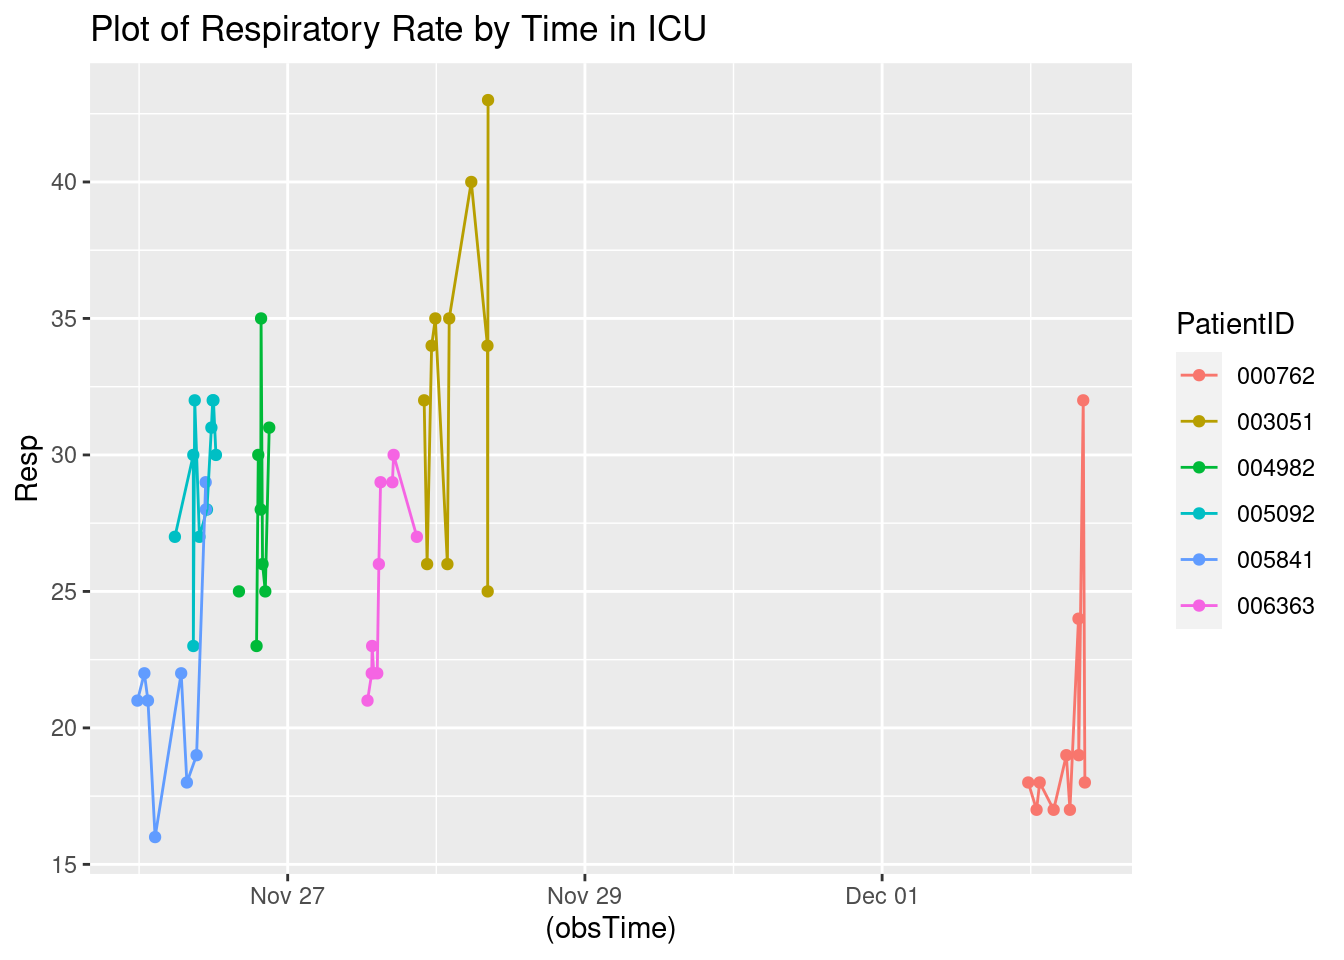 Plot of Respiratory Rate by Time in ICU
Resp
40
35
30
25
20
15
Nov 27
Nov 29
Dec 01
(obsTime)
PatientID
000762
003051
004982
005092
005841
006363